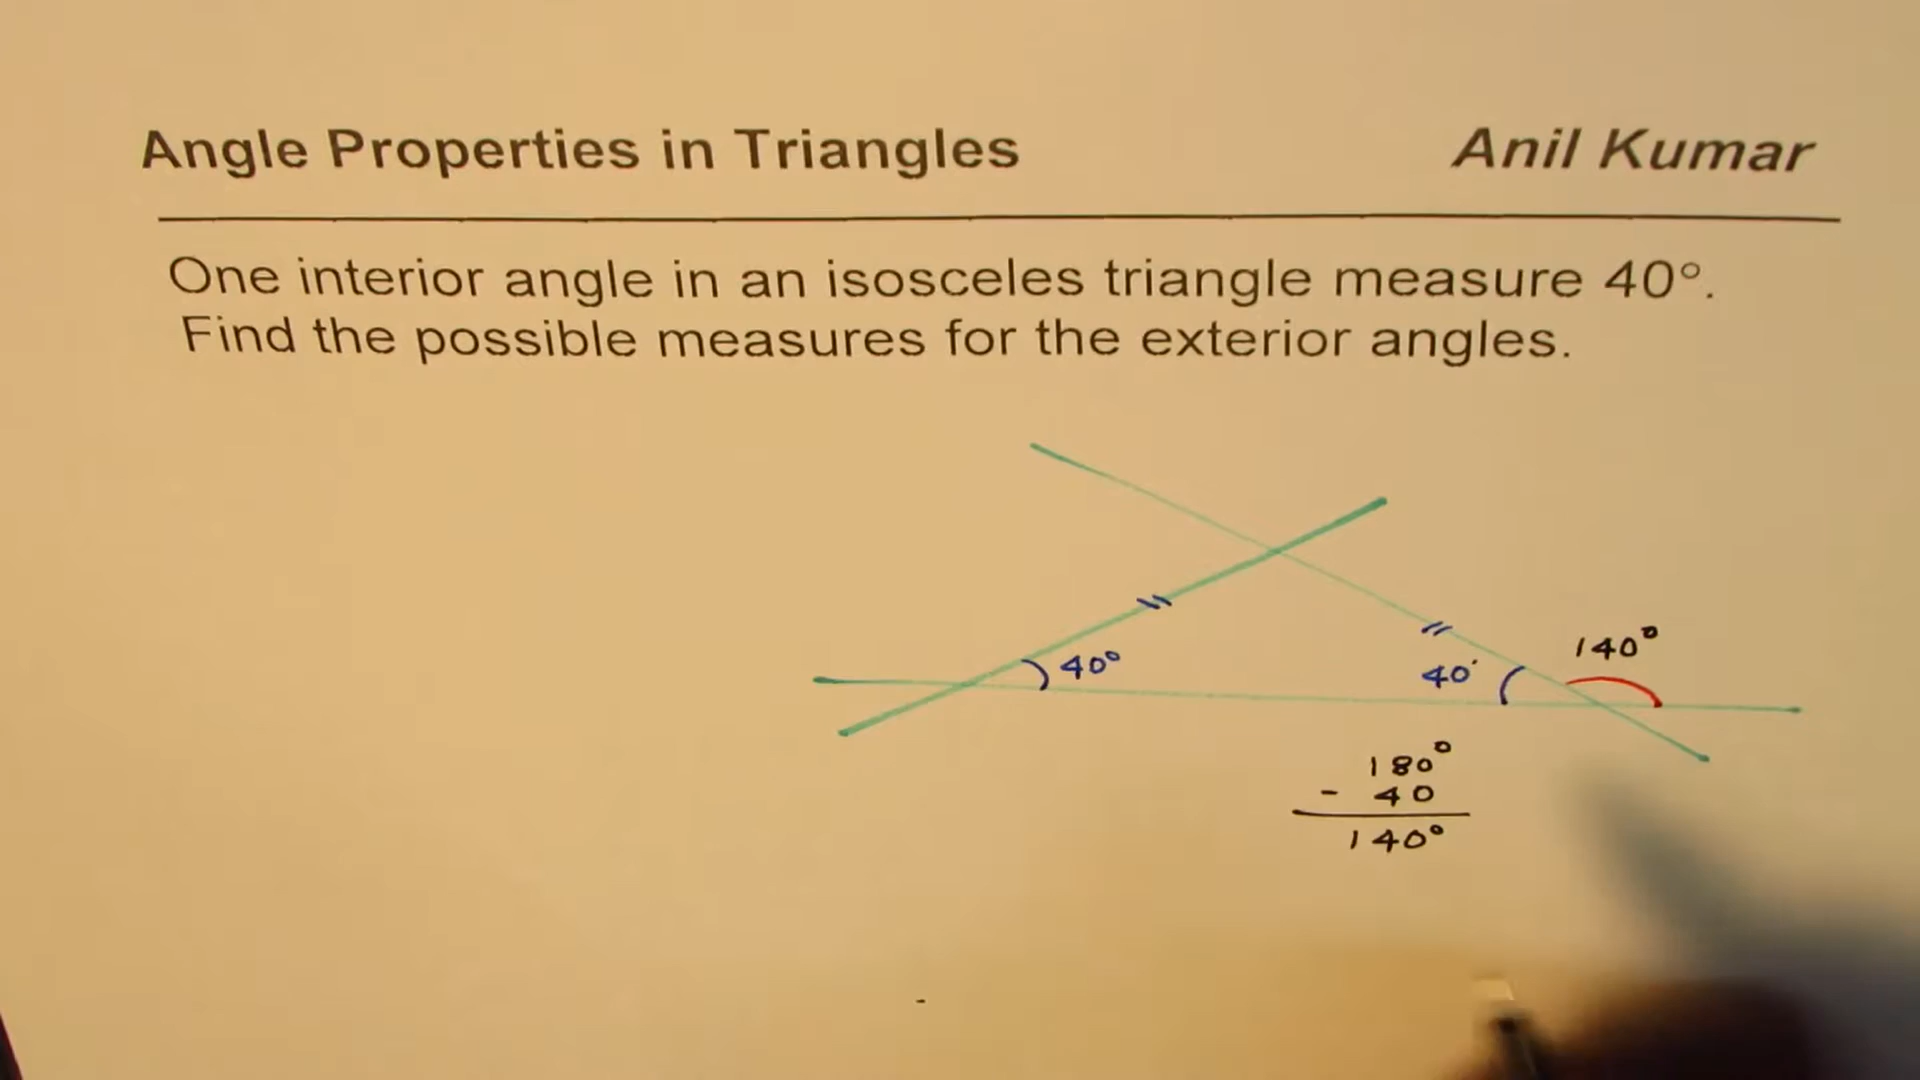 Angle Properties in Triangles
Anil Kumar
One interior angle in an isosceles triangle measure 40°.
Find the possible measures for the exterior angles.
140°
40°
40°
180°
- 40
140°